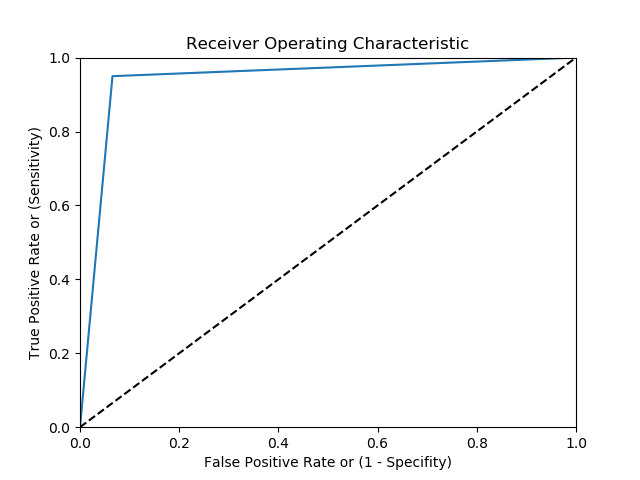 Receiver Operating Characteristic
True Positive Rate or (Sensitivity)
1.0
0.8
0.6
0.4
0.2
0.0
0.0 0.2 0.4 0.6 0.8 1.0
False Positive Rate or (1 - Specifity)